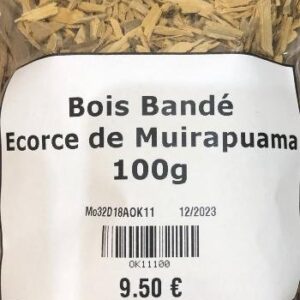 Bois Bandé
Ecorce de Muirapuama
100g
Mo32D18AOK11 12/2023
OK11100
9.50 €